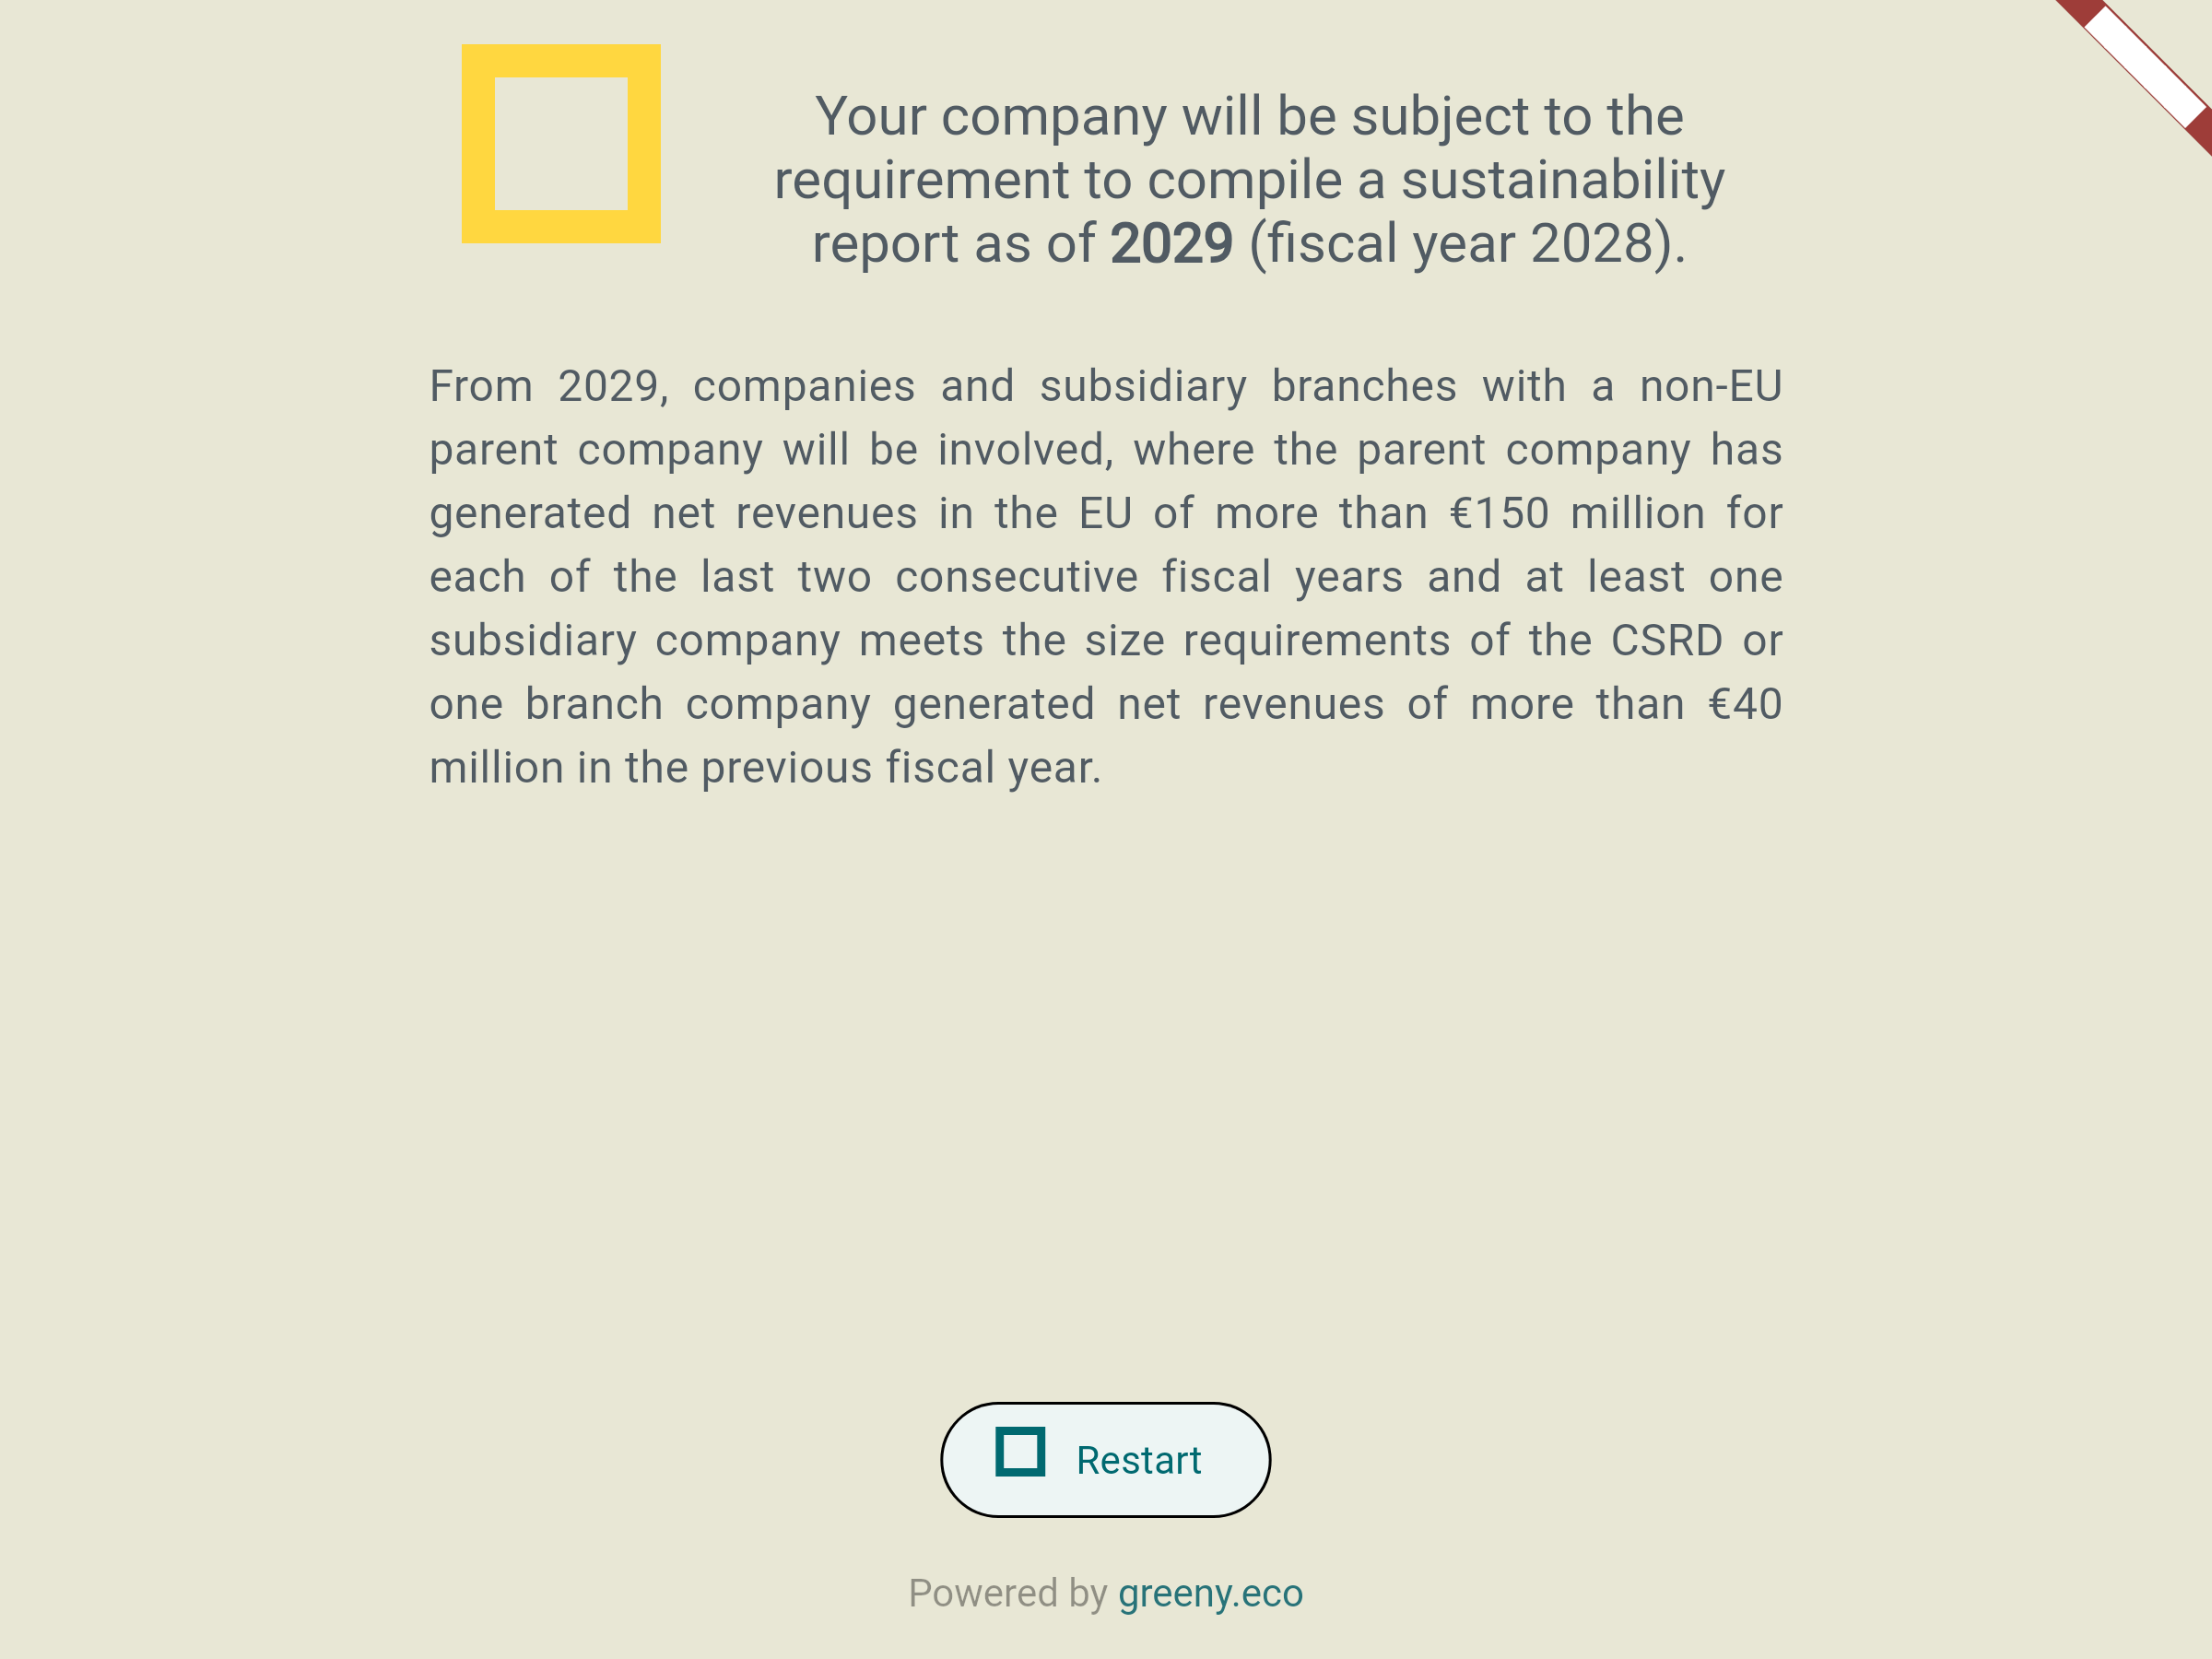 Your company will be subject to the
requirement to compile a sustainability
report as of 2029 (fiscal year 2028).
From 2029, companies and subsidiary branches with a non-EU
parent company will be involved, where the parent company has
generated net revenues in the EU of more than €150 million for
each of the last two consecutive fiscal years and at least one
subsidiary company meets the size requirements of the CSRD or
one branch company generated net revenues of more than €40
million in the previous fiscal year.
Restart
Powered by greeny.eco